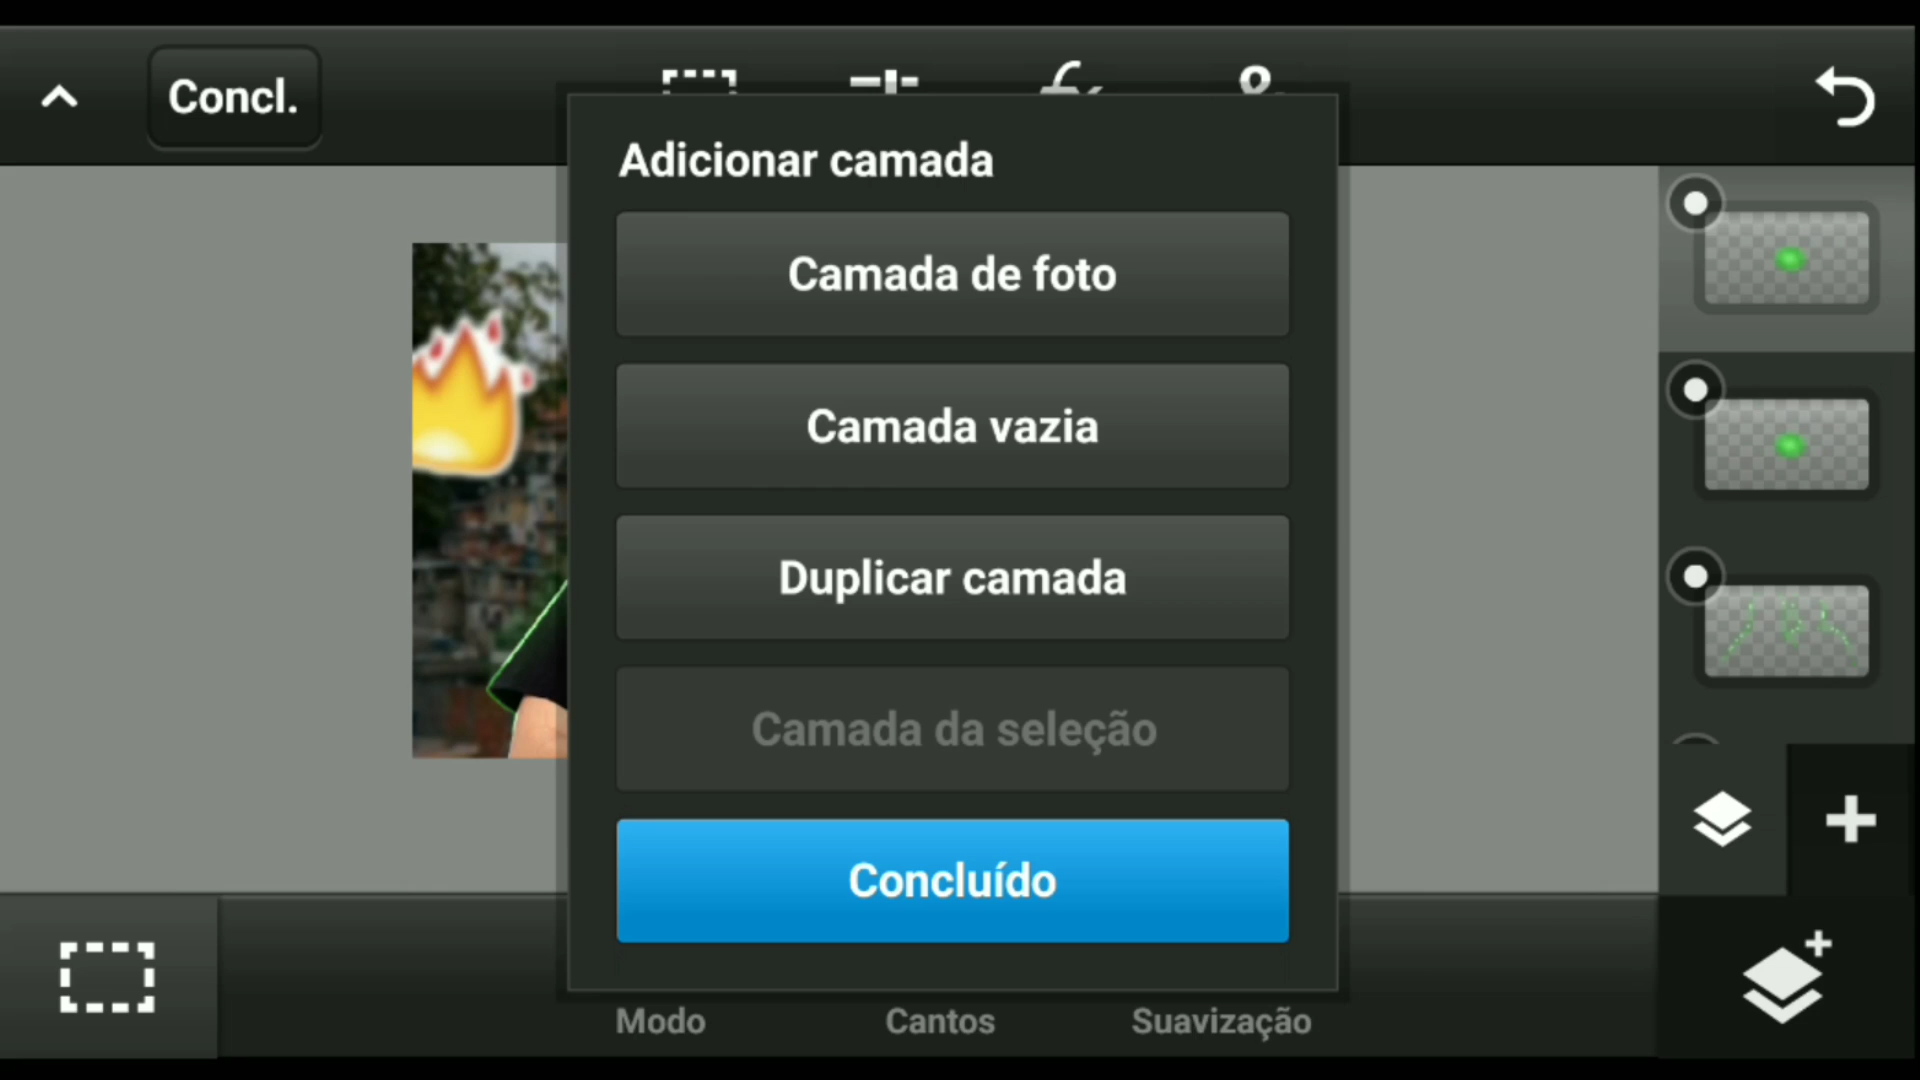 Concl.
Adicionar camada
Camada de foto
Camada vazia
Duplicar camada
Camada da seleção
Concluído
Modo
Cantos
Suavização